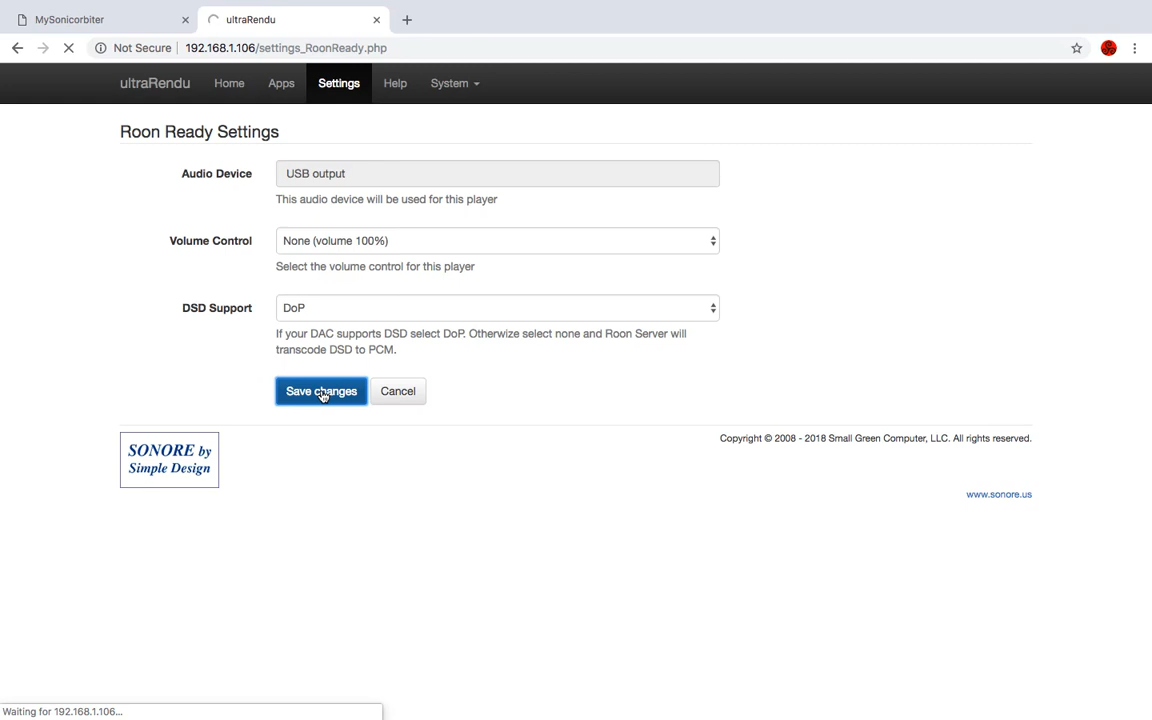 MySonicorbiter
ultraRendu
Not Secure
192.168.1.106/settings_RoonReady.php
ultraRendu Home Apps Settings Help System
Roon Ready Settings
Audio Device
USB output
This audio device will be used for this player
Volume Control
None (volume 100%)
Select the volume control for this player
DSD Support
DoP
If your DAC supports DSD select DoP. Otherwize select none and Roon Server will
transcode DSD to PCM.
Save changes
Cancel
SONORE by
Simple Design
Copyright © 2008 - 2018 Small Green Computer, LLC. All rights reserved.
www.sonore.us
Waiting for 192.168.1.106...